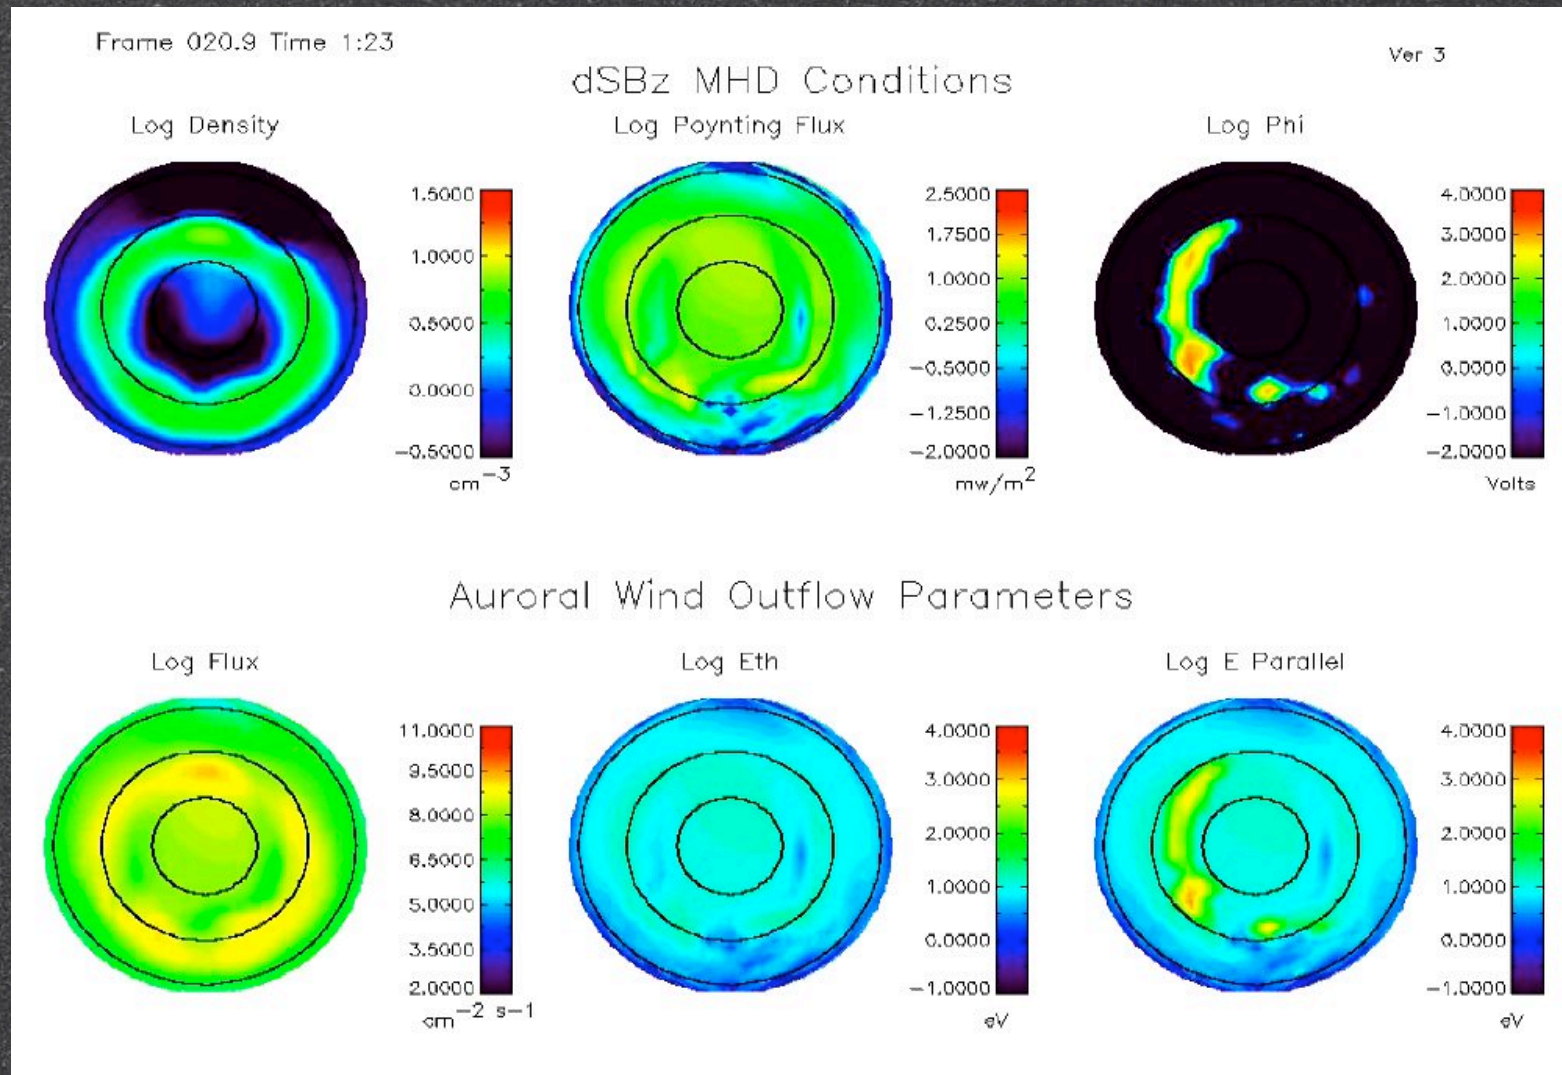 Frame 020.9 Time 1:23
Ver 3
dSBz MHD Conditions
Log Density
Log Poynting Flux
Log Phi
1.5000
1.0000
0.5000
0.0000
-0.5000
cm-3
2.5000
1.7500
1.0000
0.2500
-0.5000
-1.2500
-2.0000
mw/m2
4.0000
3.0000
2.0000
1.0000
0.0000
-1.0000
-2.0000
Volts
Auroral Wind Outflow Parameters
Log Flux
Log Eth
Log E Parallel
11.0000
9.5000
8.0000
6.5000
5.0000
3.5000
2.0000
cm-2 s-1
4.0000
3.0000
2.0000
1.0000
0.0000
-1.0000
eV
4.0000
3.0000
2.0000
1.0000
0.0000
-1.0000
eV